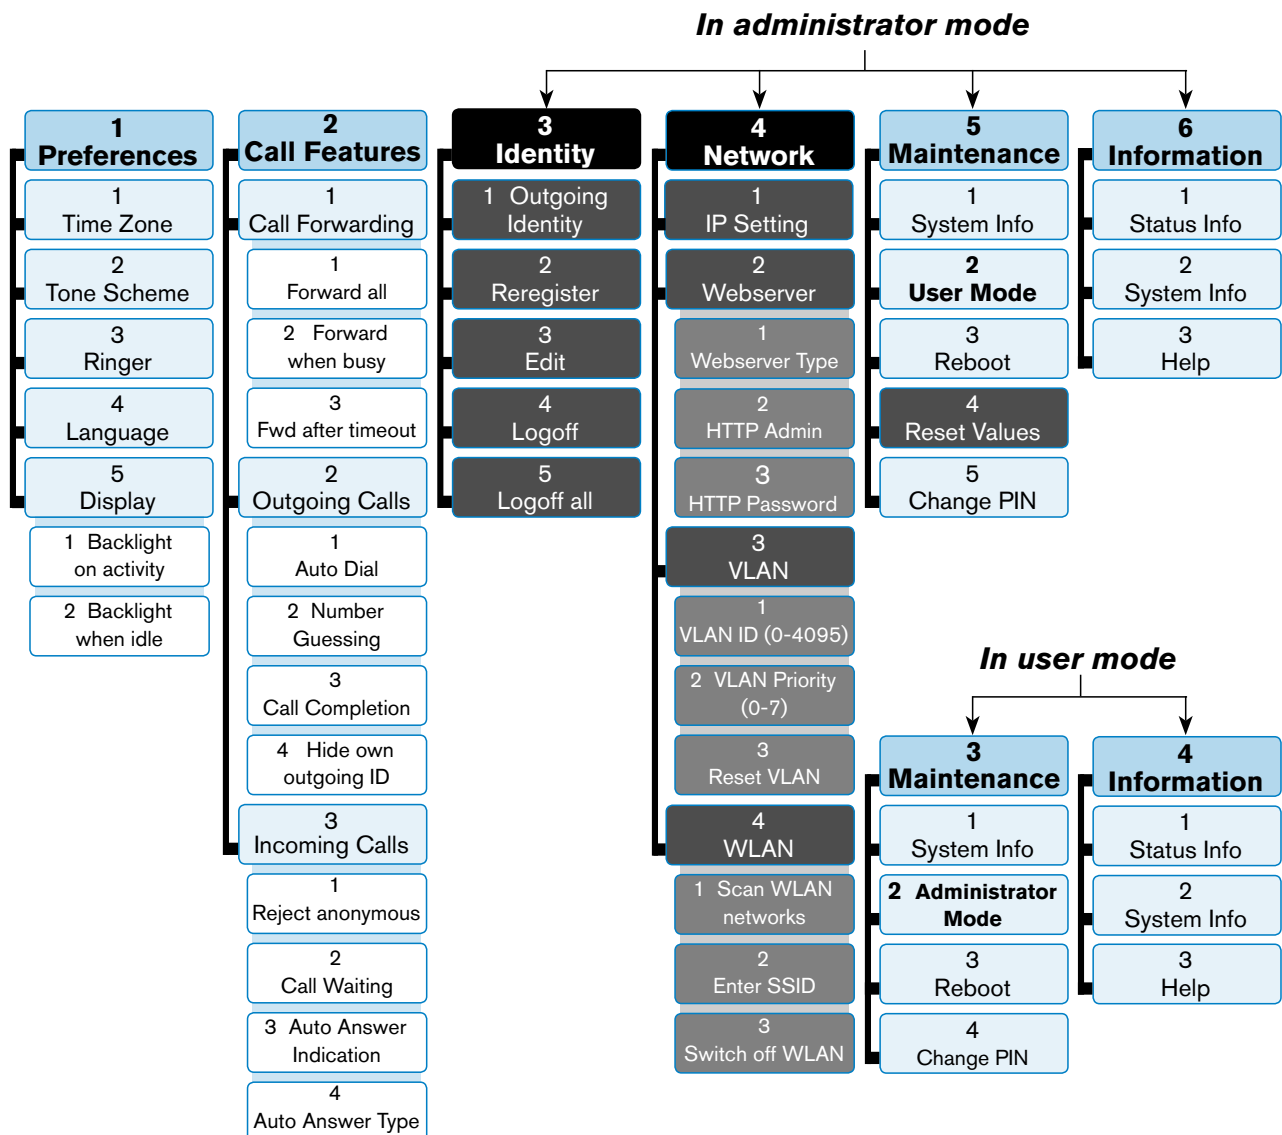 In administrator mode
1
Preferences
1
Time Zone
2
Tone Scheme
3
Ringer
4
Language
5
Display
1 Backlight
on activity
2 Backlight
when idle
2
Call Features
1
Call Forwarding
1
Forward all
2 Forward
when busy
3
Fwd after timeout
2
Outgoing Calls
1
Auto Dial
2 Number
Guessing
3
Call Completion
4 Hide own
outgoing ID
3
Incoming Calls
1
Reject anonymous
2
Call Waiting
3 Auto Answer
Indication
4
Auto Answer Type
3
Identity
1 Outgoing
Identity
2
Reregister
3
Edit
4
Logoff
5
Logoff all
4
Network
1
IP Setting
2
Webserver
1
Webserver Type
2
HTTP Admin
3
HTTP Password
3
VLAN
1
VLAN ID (0-4095)
2 VLAN Priority
(0-7)
3
Reset VLAN
4
WLAN
1 Scan WLAN
networks
2
Enter SSID
3
Switch off WLAN
5
Maintenance
1
System Info
2
User Mode
3
Reboot
4
Reset Values
5
Change PIN
6
Information
1
Status Info
2
System Info
3
Help
In user mode
3
Maintenance
1
System Info
2 Administrator
Mode
3
Reboot
4
Change PIN
4
Information
1
Status Info
2
System Info
3
Help